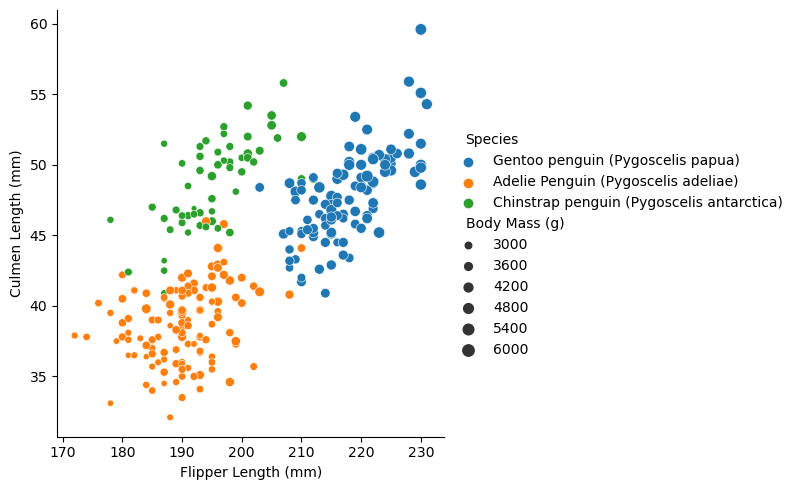 60
55
50
45
40
35
Culmen Length (mm)
170 180 190 200 210 220 230
Flipper Length (mm)
Species
Gentoo penguin (Pygoscelis papua)
Adelie Penguin (Pygoscelis adeliae)
Chinstrap penguin (Pygoscelis antarctica)
Body Mass (g)
3000
3600
4200
4800
5400
6000